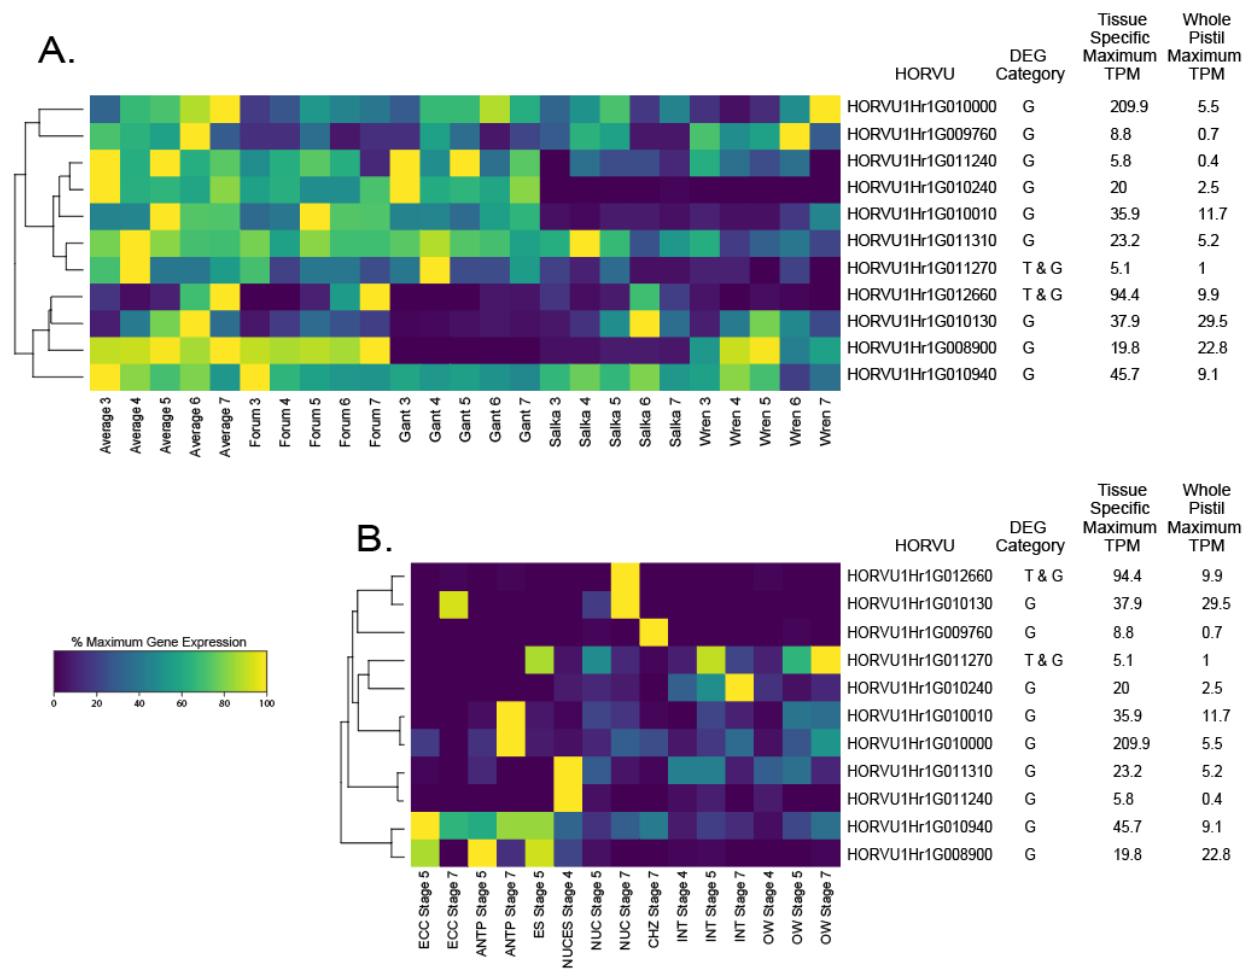 A.
HORVU
DEG
Category
Tissue
Specific
Maximum
TPM
Whole
Pistil
Maximum
TPM
HORVU1Hr1G010000 G 209.9 5.5
HORVU1Hr1G009760 G 8.8 0.7
HORVU1Hr1G011240 G 5.8 0.4
HORVU1Hr1G010240 G 20 2.5
HORVU1Hr1G010010 G 35.9 11.7
HORVU1Hr1G011310 G 23.2 5.2
HORVU1Hr1G011270 T & G 5.1 1
HORVU1Hr1G012660 T & G 94.4 9.9
HORVU1Hr1G010130 G 37.9 29.5
HORVU1Hr1G008900 G 19.8 22.8
HORVU1Hr1G010940 G 45.7 9.1
Average 3
Average 4
Average 5
Average 6
Average 7
Forum 3
Forum 4
Forum 5
Forum 6
Forum 7
Gant 3
Gant 4
Gant 5
Gant 6
Gant 7
Salka 3
Salka 4
Salka 5
Salka 6
Salka 7
Wren 3
Wren 4
Wren 5
Wren 6
Wren 7
B.
HORVU
DEG
Category
Tissue
Specific
Maximum
TPM
Whole
Pistil
Maximum
TPM
HORVU1Hr1G012660 T & G 94.4 9.9
HORVU1Hr1G010130 G 37.9 29.5
HORVU1Hr1G009760 G 8.8 0.7
HORVU1Hr1G011270 T & G 5.1 1
HORVU1Hr1G010240 G 20 2.5
HORVU1Hr1G010010 G 35.9 11.7
HORVU1Hr1G010000 G 209.9 5.5
HORVU1Hr1G011310 G 23.2 5.2
HORVU1Hr1G011240 G 5.8 0.4
HORVU1Hr1G010940 G 45.7 9.1
HORVU1Hr1G008900 G 19.8 22.8
% Maximum Gene Expression
0 20 40 60 80 100
ECC Stage 5
ECC Stage 7
ANTP Stage 5
ANTP Stage 7
ES Stage 5
NUCES Stage 4
NUC Stage 5
NUC Stage 7
CHZ Stage 7
INT Stage 4
INT Stage 5
INT Stage 7
OW Stage 4
OW Stage 5
OW Stage 7